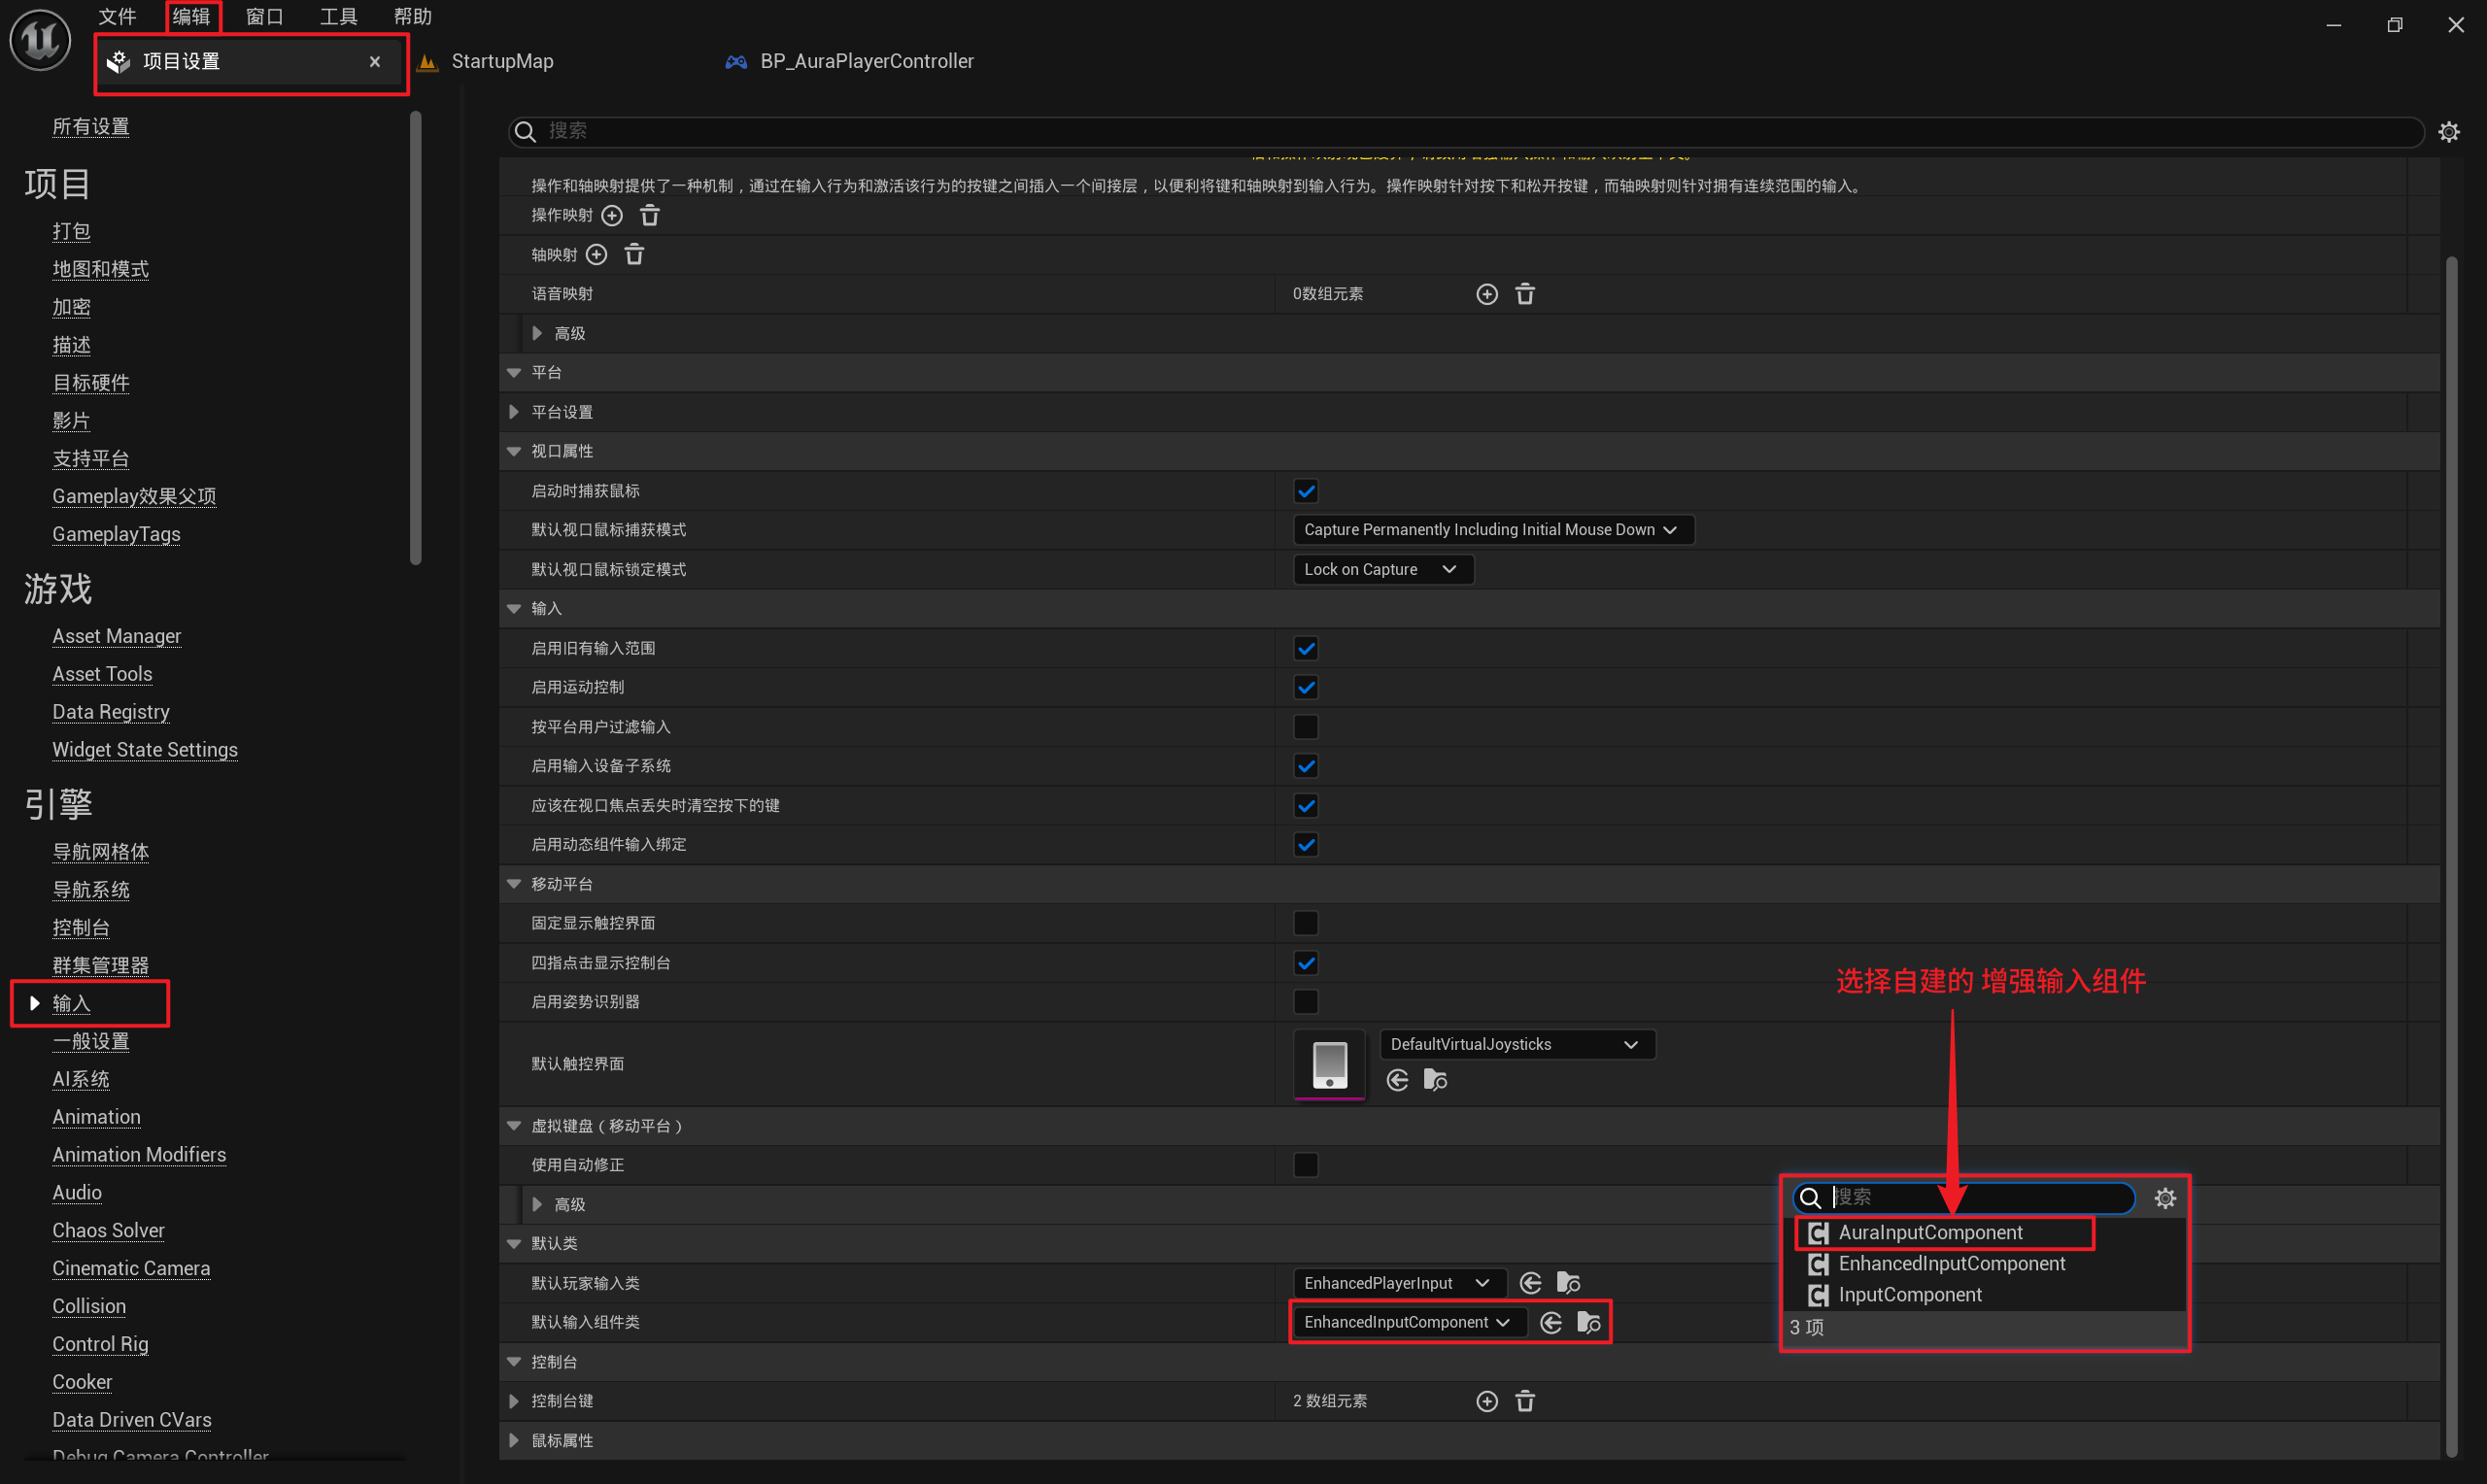 文件 编辑 窗口 工具 帮助
项目设置 × StartupMap BP_AuraPlayerController
所有设置
项目
打包
地图和模式
加密
描述
目标硬件
影片
支持平台
Gameplay效果父项
GameplayTags
游戏
Asset Manager
Asset Tools
Data Registry
Widget State Settings
引擎
导航网格体
导航系统
控制台
群集管理器
输入
一般设置
AI系统
Animation
Animation Modifiers
Audio
Chaos Solver
Cinematic Camera
Collision
Control Rig
Cooker
Data Driven CVars
Debug Camera Controller
搜索
操作和轴映射提供了一种机制，通过在输入行为和激活该行为的按键之间插入一个间接层，以便利将键和轴映射到输入行为。操作映射针对按下和松开按键，而轴映射则针对拥有连续范围的输入。
操作映射
轴映射
语音映射 0数组元素
高级
平台
平台设置
视口属性
启动时捕获鼠标
默认视口鼠标捕获模式 Capture Permanently Including Initial Mouse Down
默认视口鼠标锁定模式 Lock on Capture
输入
启用旧有输入范围
启用运动控制
按平台用户过滤输入
启用输入设备子系统
应该在视口焦点丢失时清空按下的键
启用动态组件输入绑定
移动平台
固定显示触控界面
四指点击显示控制台
启用姿势识别器
默认触控界面 DefaultVirtualJoysticks
虚拟键盘（移动平台）
使用自动修正
高级
默认类
默认玩家输入类 EnhancedPlayerInput
默认输入组件类 EnhancedInputComponent
控制台
控制台键 2 数组元素
鼠标属性
选择自建的 增强输入组件
搜索
AuraInputComponent
EnhancedInputComponent
InputComponent
3 项